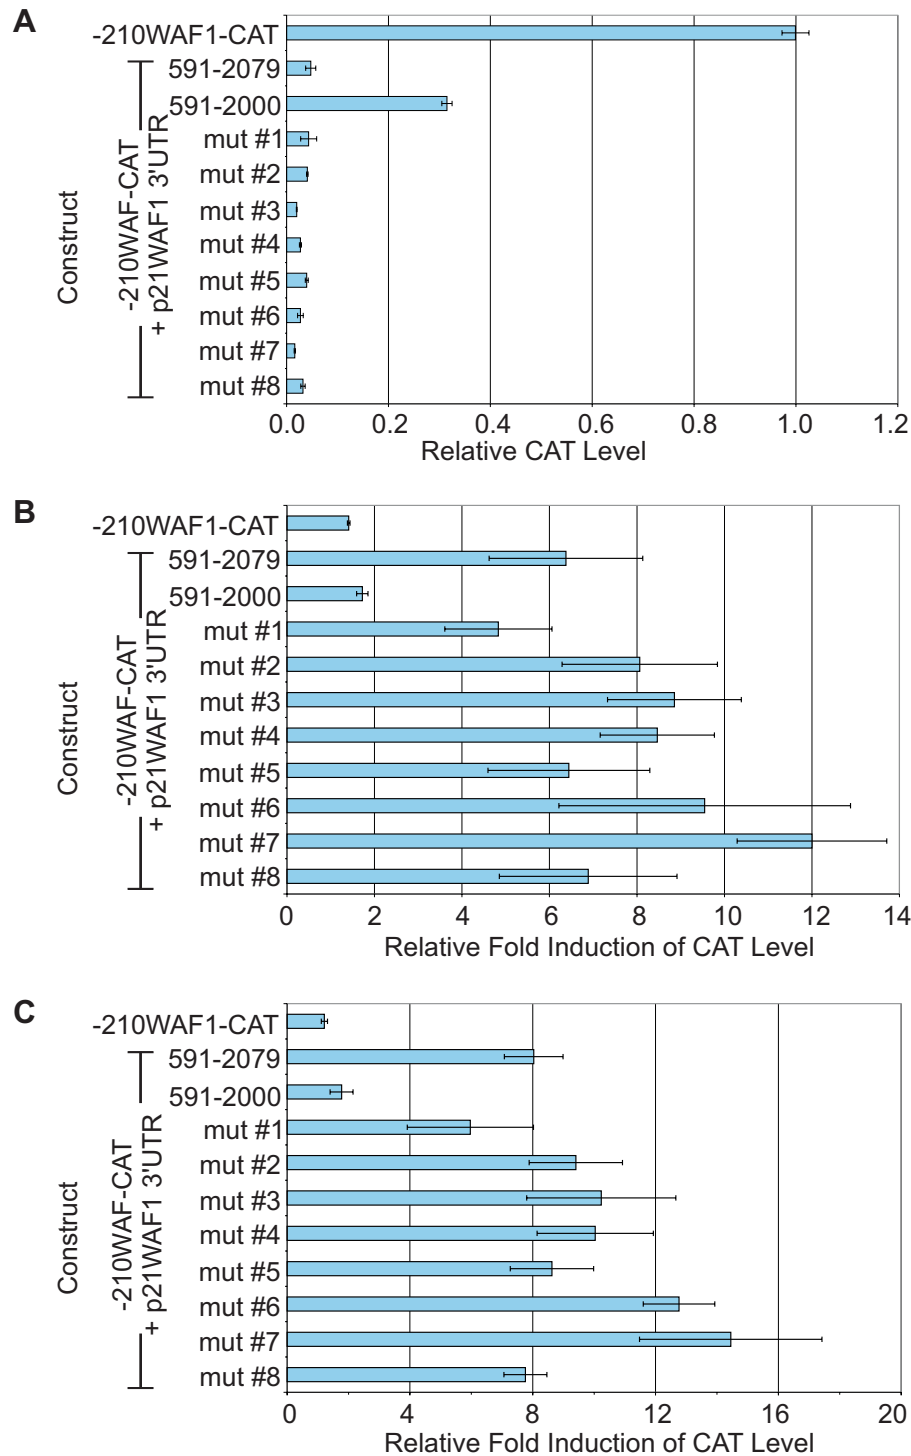 A
-210WAF1-CAT
591-2079
591-2000
mut #1
mut #2
mut #3
mut #4
mut #5
mut #6
mut #7
mut #8
Construct
-210WAF-CAT
+ p21WAF1 3'UTR
0.0 0.2 0.4 0.6 0.8 1.0 1.2
Relative CAT Level
B
-210WAF1-CAT
591-2079
591-2000
mut #1
mut #2
mut #3
mut #4
mut #5
mut #6
mut #7
mut #8
Construct
-210WAF-CAT
+ p21WAF1 3'UTR
0 2 4 6 8 10 12 14
Relative Fold Induction of CAT Level
C
-210WAF1-CAT
591-2079
591-2000
mut #1
mut #2
mut #3
mut #4
mut #5
mut #6
mut #7
mut #8
Construct
-210WAF-CAT
+ p21WAF1 3'UTR
0 4 8 12 16 20
Relative Fold Induction of CAT Level